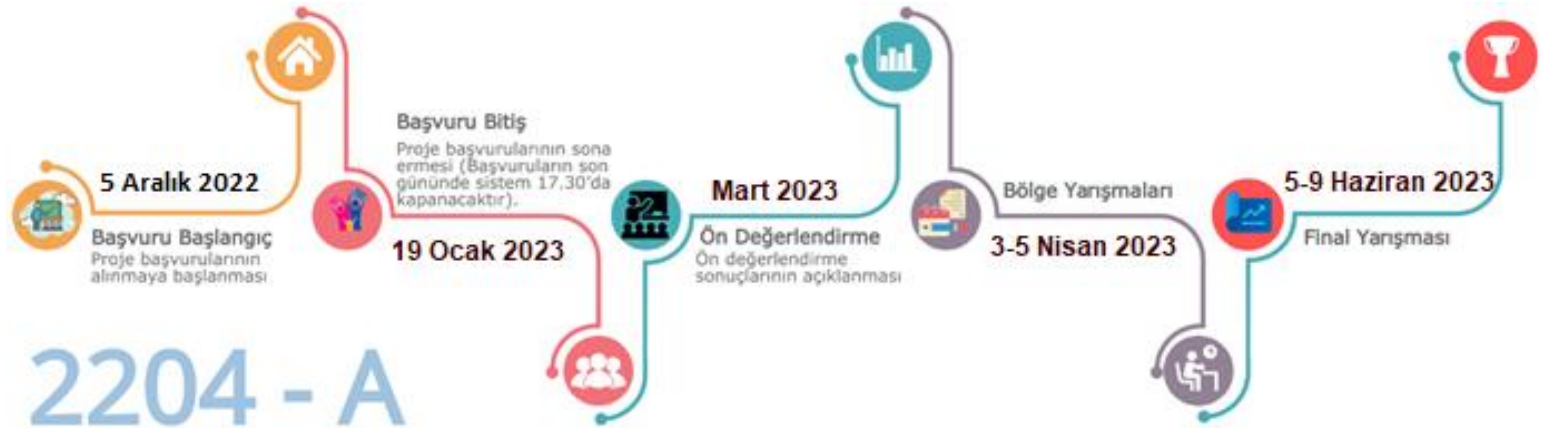 5 Aralık 2022
Başvuru Başlangıç
Proje başvurularının
alınmaya başlanması
Başvuru Bitiş
Proje başvurularının sona
ermesi (Başvuruların son
gününde sistem 17.30'da
kapanacaktır).
19 Ocak 2023
Mart 2023
Ön Değerlendirme
Ön değerlendirme
sonuçlarının açıklanması
Bölge Yarışmaları
3-5 Nisan 2023
5-9 Haziran 2023
Final Yarışması
2204 - A